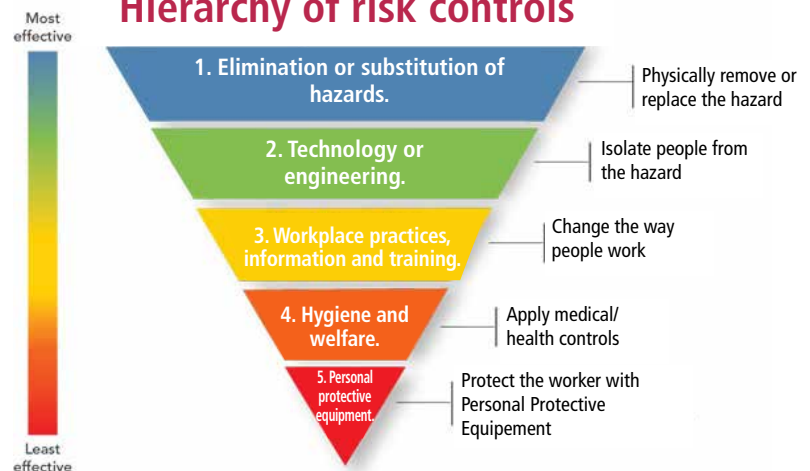 Hierarchy of risk controls
Most
effective
1. Elimination or substitution of
hazards.
Physically remove or
replace the hazard
2. Technology or
engineering.
Isolate people from
the hazard
3. Workplace practices,
information and training.
Change the way
people work
4. Hygiene and
welfare.
Apply medical/
health controls
5. Personal
protective
equipment.
Protect the worker with
Personal Protective
Equipement
Least
effective